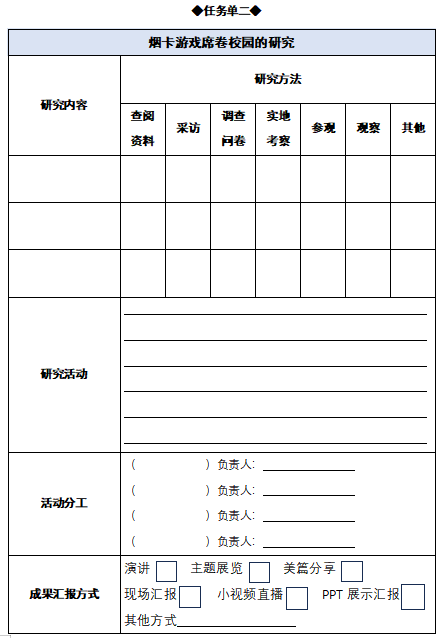 ◆任务单二◆
烟卡游戏席卷校园的研究
研究内容
研究方法
查阅
资料
采访
调查
问卷
实地
考察
参观
观察
其他
研究活动
活动分工
（ ）负责人:
（ ）负责人:
（ ）负责人:
（ ）负责人:
成果汇报方式
演讲 主题展览 美篇分享
现场汇报 小视频直播 PPT 展示汇报
其他方式